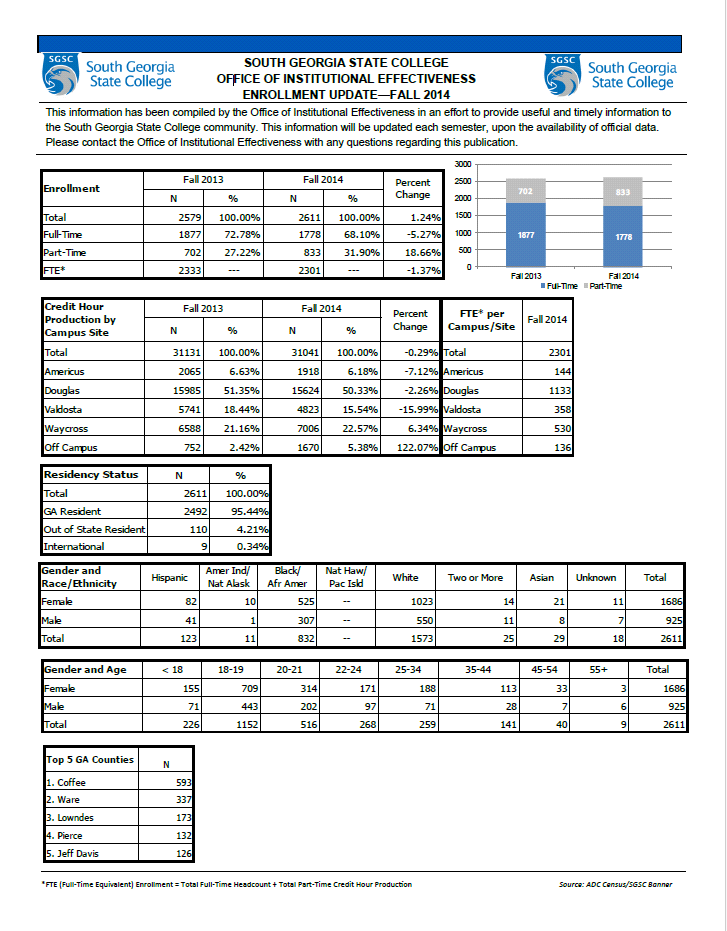 SGSC
South Georgia
State College
SOUTH GEORGIA STATE COLLEGE
OFFICE OF INSTITUTIONAL EFFECTIVENESS
ENROLLMENT UPDATE—FALL 2014
SGSC
South Georgia
State College
This information has been compiled by the Office of Institutional Effectiveness in an effort to provide useful and timely information to
the South Georgia State College community. This information will be updated each semester, upon the availability of official data.
Please contact the Office of Institutional Effectiveness with any questions regarding this publication.
Enrollment Fall 2013 Fall 2014 Percent Change
N % N %
Total 2579 100.00% 2611 100.00% 1.24%
Full-Time 1877 72.78% 1778 68.10% -5.27%
Part-Time 702 27.22% 833 31.90% 18.66%
FTE* 2333 --- 2301 --- -1.37%
3000
2500
2000
1500
1000
500
0
702 833
1877 1778
Fall 2013 Fall 2014
Full-Time Part-Time
Credit Hour Production by Campus Site Fall 2013 Fall 2014 Percent Change FTE* per Campus/Site Fall 2014
N % N %
Total 31131 100.00% 31041 100.00% -0.29% Total 2301
Americus 2065 6.63% 1918 6.18% -7.12% Americus 144
Douglas 15985 51.35% 15624 50.33% -2.26% Douglas 1133
Valdosta 5741 18.44% 4823 15.54% -15.99% Valdosta 358
Waycross 6588 21.16% 7006 22.57% 6.34% Waycross 530
Off Campus 752 2.42% 1670 5.38% 122.07% Off Campus 136
Residency Status N %
Total 2611 100.00%
GA Resident 2492 95.44%
Out of State Resident 110 4.21%
International 9 0.34%
Gender and Race/Ethnicity Hispanic Amer Ind/ Nat Alask Black/ Afr Amer Nat Haw/ Pac Isld White Two or More Asian Unknown Total
Female 82 10 525 -- 1023 14 21 11 1686
Male 41 1 307 -- 550 11 8 7 925
Total 123 11 832 -- 1573 25 29 18 2611
Gender and Age < 18 18-19 20-21 22-24 25-34 35-44 45-54 55+ Total
Female 155 709 314 171 188 113 33 3 1686
Male 71 443 202 97 71 28 7 6 925
Total 226 1152 516 268 259 141 40 9 2611
Top 5 GA Counties N
1. Coffee 593
2. Ware 337
3. Lowndes 173
4. Pierce 132
5. Jeff Davis 126
*FTE (Full-Time Equivalent) Enrollment = Total Full-Time Headcount + Total Part-Time Credit Hour Production
Source: ADC Census/SGSC Banner